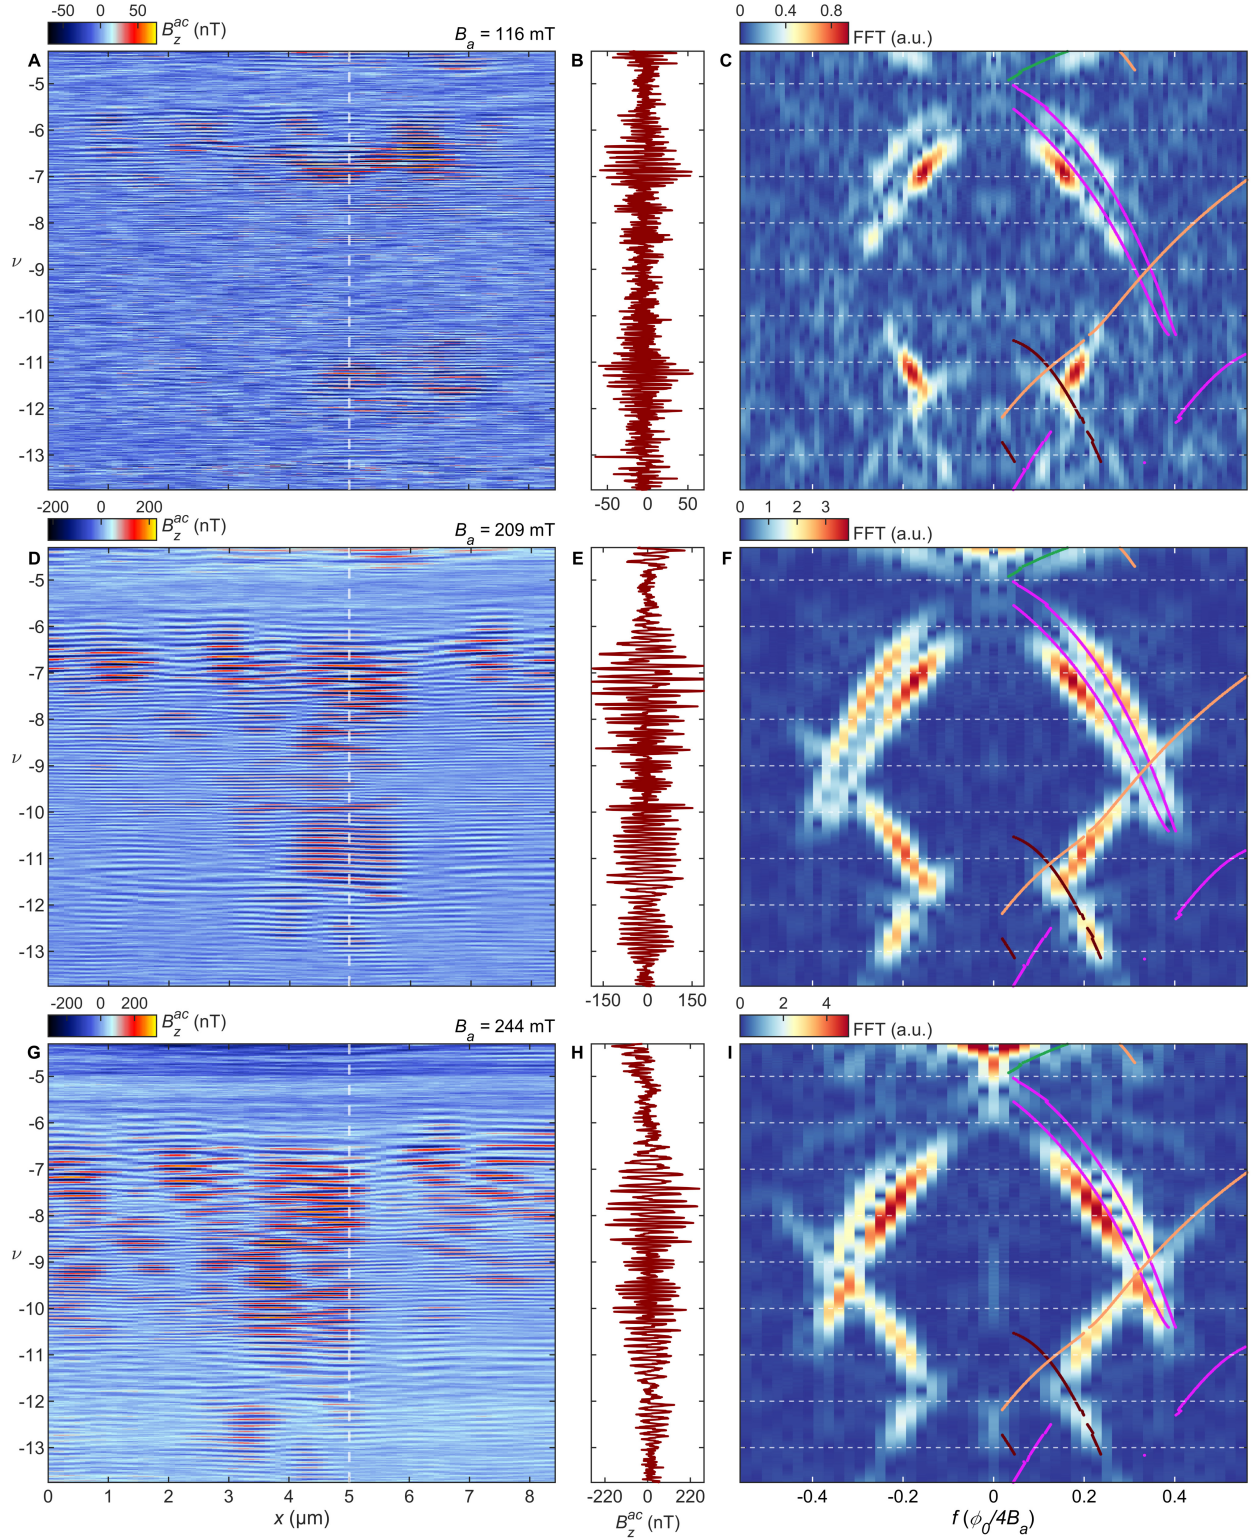 -50 0 50
B_z^{ac} (nT)
B_a = 116 mT
0 0.4 0.8
FFT (a.u.)
A
B
C
-5
-6
-7
-8
-9
-10
-11
-12
-13
ν
-50 0 50
-200 0 200
B_z^{ac} (nT)
B_a = 209 mT
0 1 2 3
FFT (a.u.)
D
E
F
-5
-6
-7
-8
-9
-10
-11
-12
-13
ν
-150 0 150
-200 0 200
B_z^{ac} (nT)
B_a = 244 mT
0 2 4
FFT (a.u.)
G
H
I
-5
-6
-7
-8
-9
-10
-11
-12
-13
ν
0 1 2 3 4 5 6 7 8
x (μm)
-220 0 220
B_z^{ac} (nT)
-0.4 -0.2 0 0.2 0.4
f (ϕ_0/4B_a)